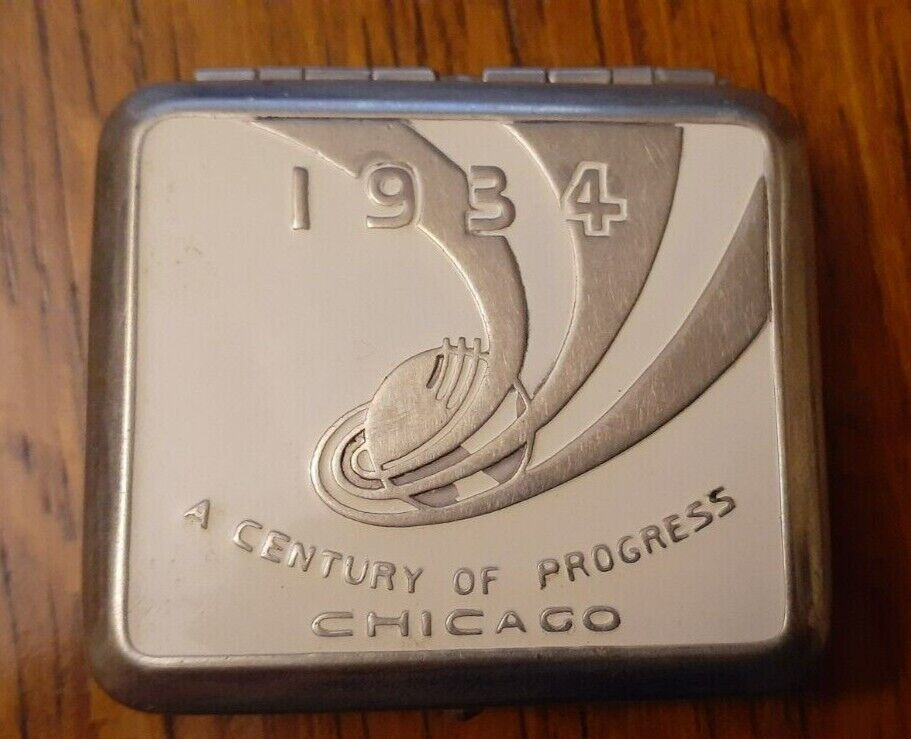 1934
A CENTURY OF PROGRESS
CHICAGO